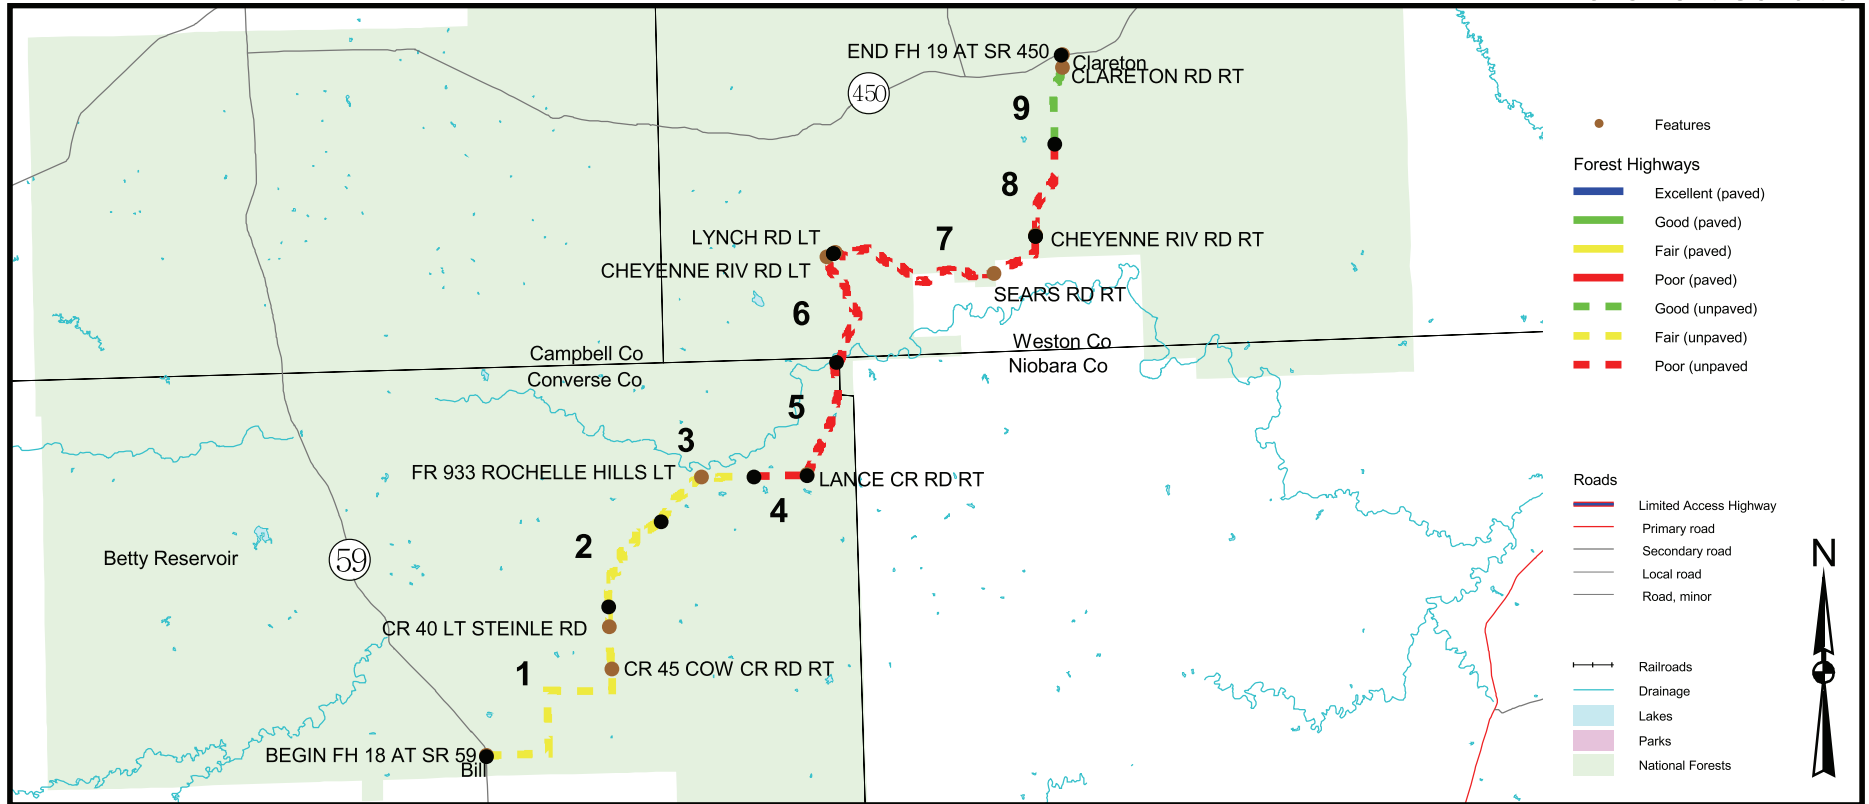 END FH 19 AT SR 450
Clareton
CLARETON RD RT
450
9
8
LYNCH RD LT
7
CHEYENNE RIV RD RT
CHEYENNE RIV RD LT
SEARS RD RT
6
Weston Co
Campbell Co
Niobara Co
Converse Co
5
3
FR 933 ROCHELLE HILLS LT
LANCE CR RD RT
4
2
Betty Reservoir
59
CR 40 LT STEINLE RD
1
CR 45 COW CR RD RT
BEGIN FH 18 AT SR 59
Bill
Features
Forest Highways
Excellent (paved)
Good (paved)
Fair (paved)
Poor (paved)
Good (unpaved)
Fair (unpaved)
Poor (unpaved
Roads
Limited Access Highway
Primary road
Secondary road
Local road
Road, minor
N
Railroads
Drainage
Lakes
Parks
National Forests